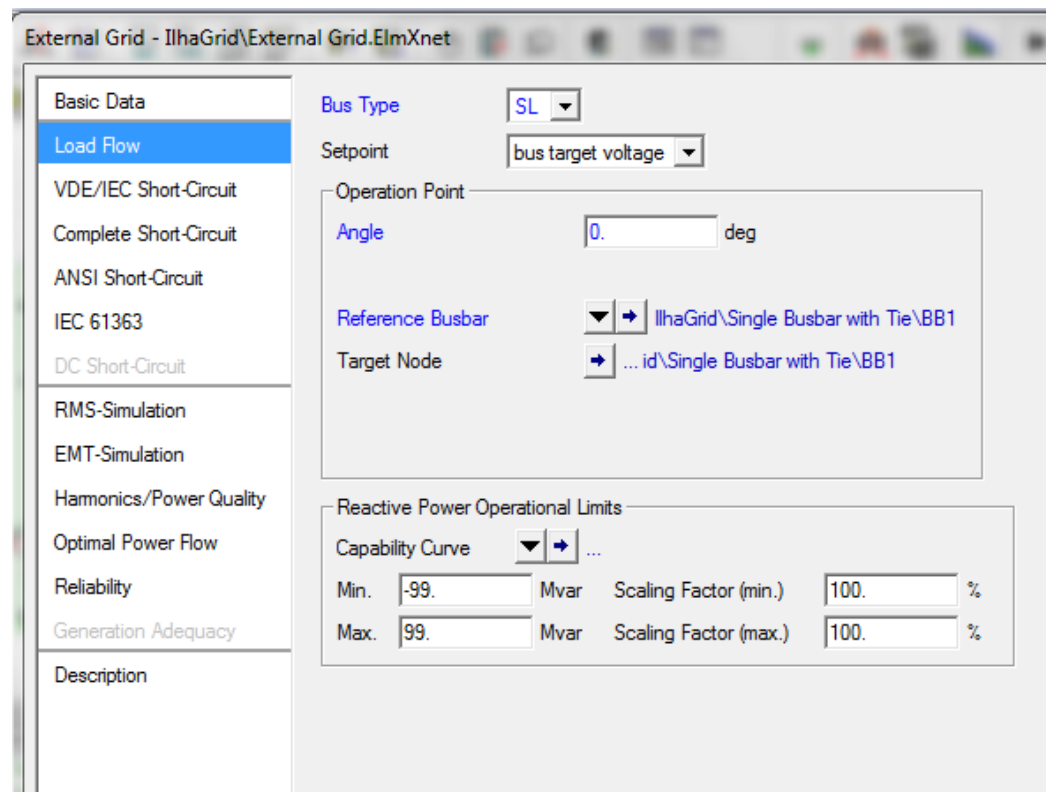 External Grid - IlhaGrid\External Grid.ElmXnet
Basic Data
Load Flow
VDE/IEC Short-Circuit
Complete Short-Circuit
ANSI Short-Circuit
IEC 61363
DC Short-Circuit
RMS-Simulation
EMT-Simulation
Harmonics/Power Quality
Optimal Power Flow
Reliability
Generation Adequacy
Description
Bus Type SL
Setpoint bus target voltage
Operation Point
Angle 0. deg
Reference Busbar IlhaGrid\Single Busbar with Tie\BB1
Target Node ... id\Single Busbar with Tie\BB1
Reactive Power Operational Limits
Capability Curve ...
Min. -99. Mvar Scaling Factor (min.) 100. %
Max. 99. Mvar Scaling Factor (max.) 100. %